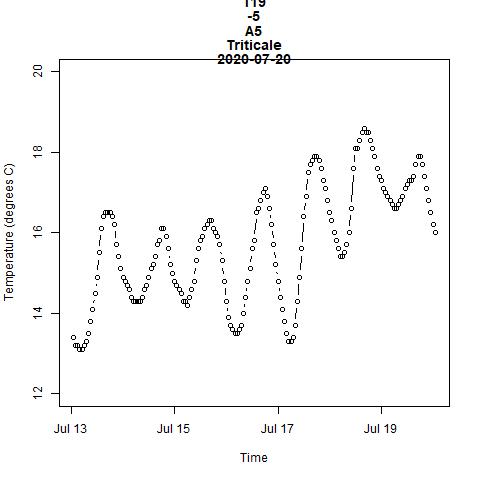 T19
-5
A5
Triticale
2020-07-20
Temperature (degrees C)
20
18
16
14
12
Jul 13
Jul 15
Jul 17
Jul 19
Time